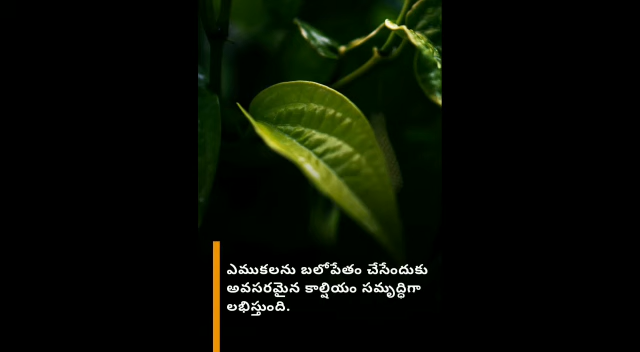 ఎముకలను బలోపేతం చేసేందుకు
అవసరమైన కాల్షియం సమృద్ధిగా
లభిస్తుంది.